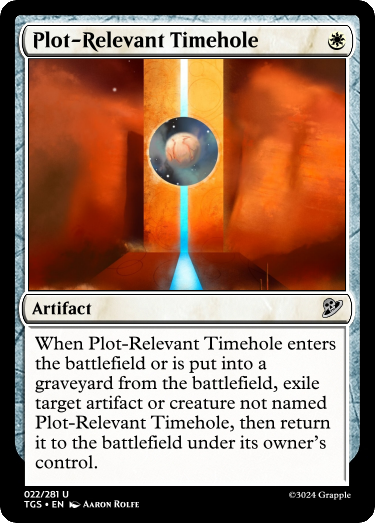 Plot-Relevant Timehole
Artifact
When Plot-Relevant Timehole enters
the battlefield or is put into a
graveyard from the battlefield, exile
target artifact or creature not named
Plot-Relevant Timehole, then return
it to the battlefield under its owner's
control.
022/281 U
TGS • EN Aaron Rolfe
©3024 Grapple